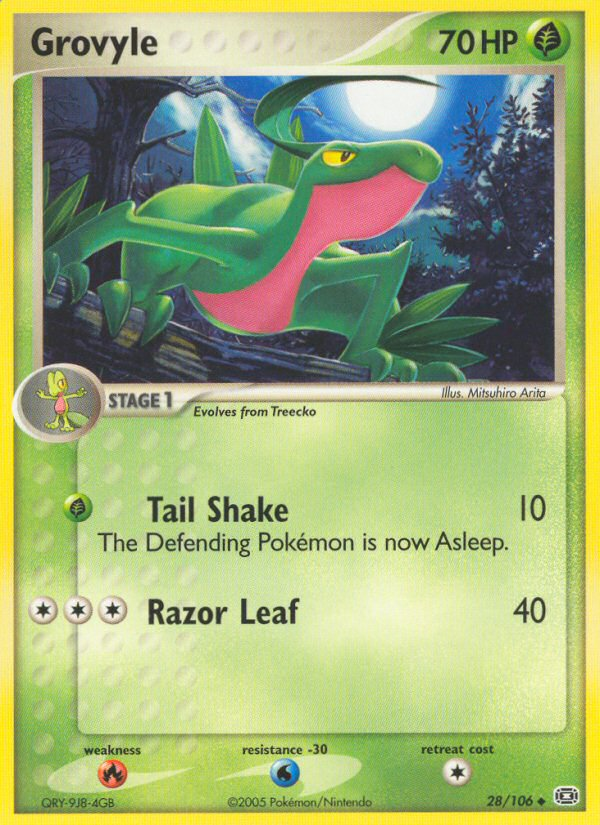 Grovyle 70 HP
Illus. Mitsuhiro Arita
STAGE 1
Evolves from Treecko
Tail Shake 10
The Defending Pokémon is now Asleep.
Razor Leaf 40
weakness resistance -30 retreat cost
QRY-9J8-4GB ©2005 Pokémon/Nintendo 28/106